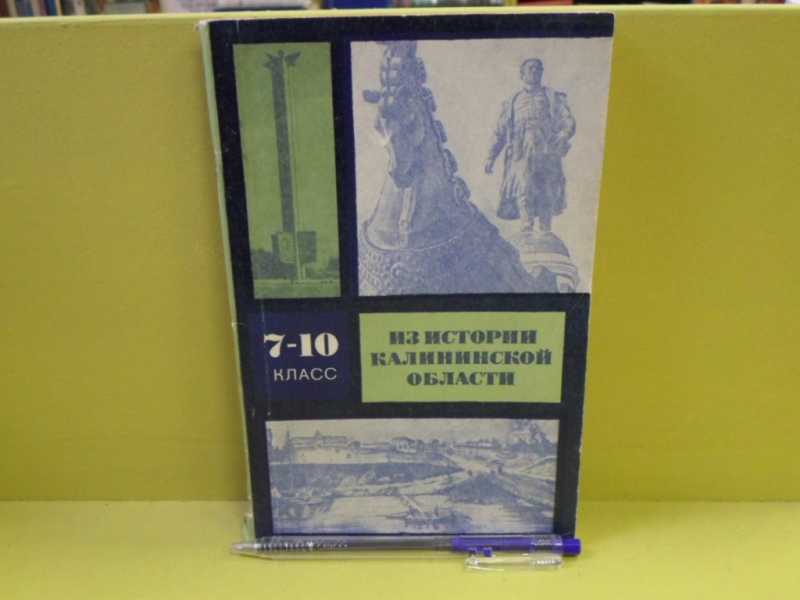 7-10
КЛАСС
ИЗ ИСТОРИИ
КАЛИНИНСКОЙ
ОБЛАСТИ